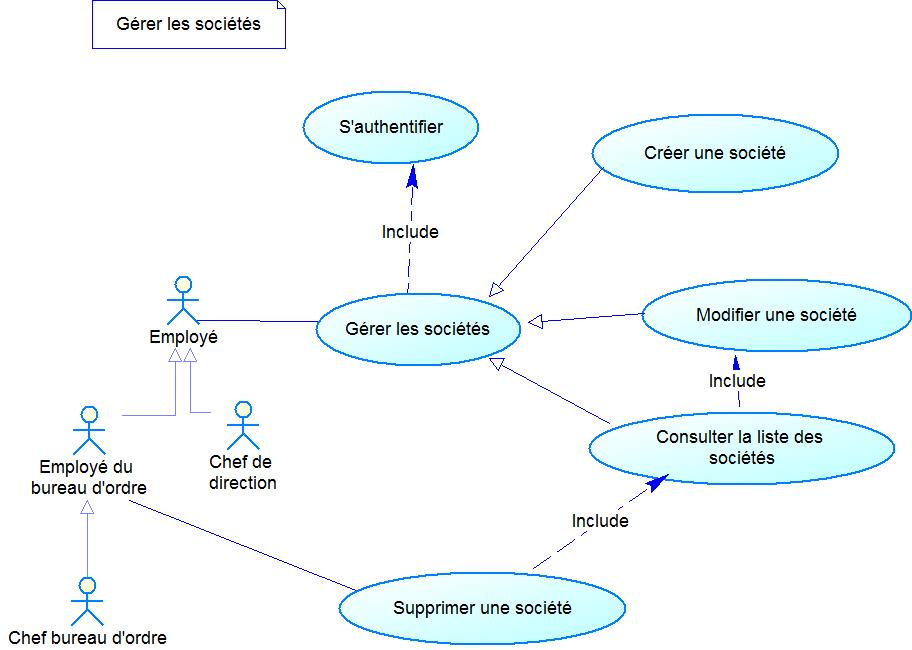 Gérer les sociétés
S'authentifier
Créer une société
Include
Gérer les sociétés
Modifier une société
Employé
Include
Consulter la liste des
sociétés
Employé du
bureau d'ordre
Chef de
direction
Include
Supprimer une société
Chef bureau d'ordre